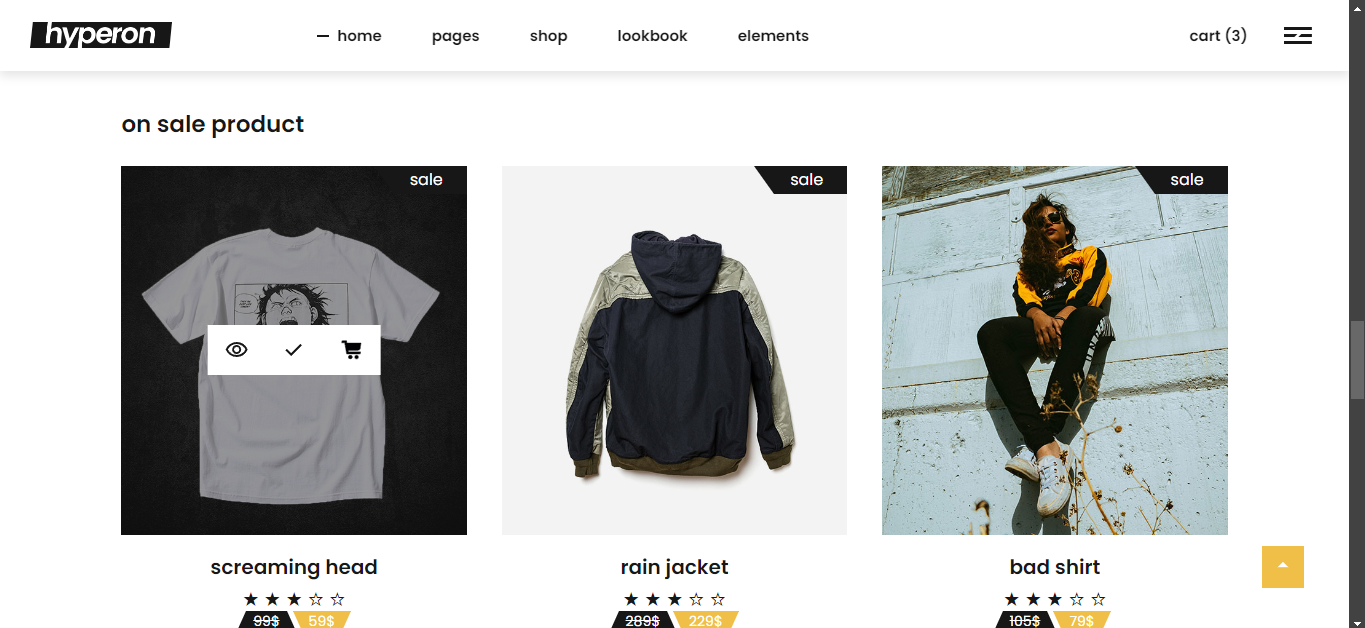 hyperon
home pages shop lookbook elements cart (3)
on sale product
sale sale sale
screaming head rain jacket bad shirt
99$ 59$ 289$ 229$ 105$ 79$